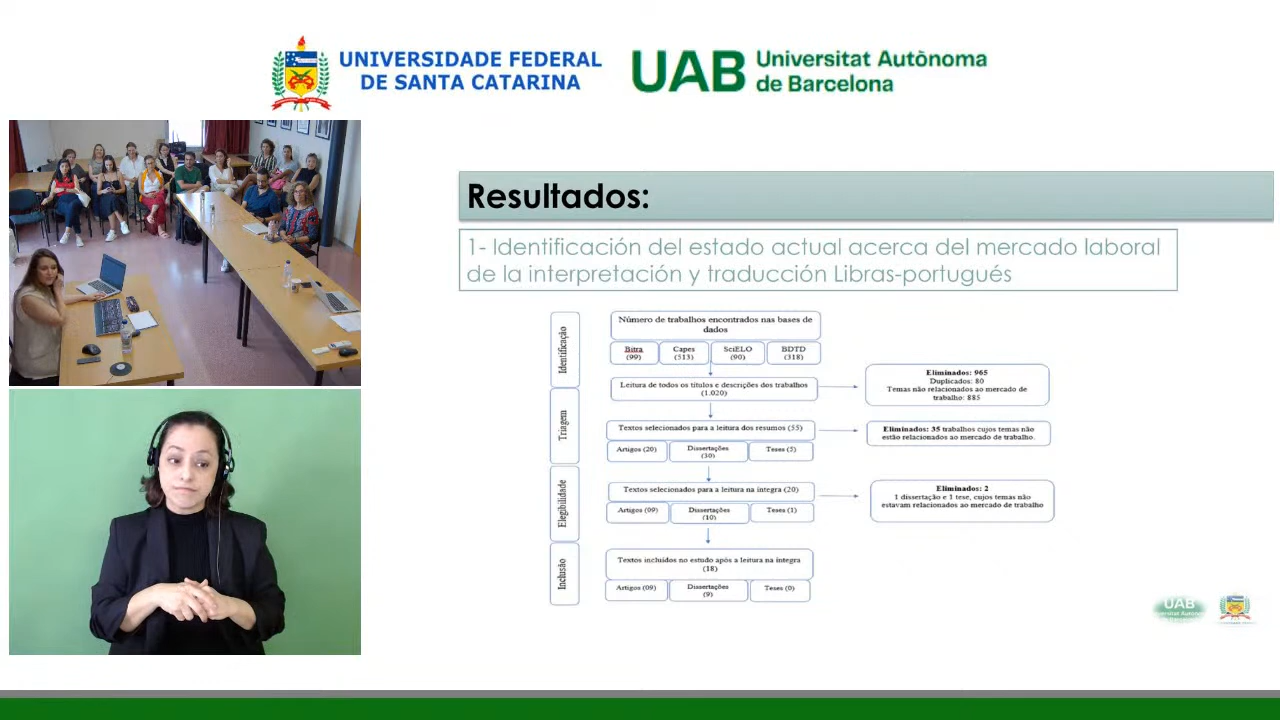 UNIVERSIDADE FEDERAL
DE SANTA CATARINA
UAB
Universitat Autònoma
de Barcelona
Resultados:
1- Identificación del estado actual acerca del mercado laboral
de la interpretación y traducción Libras-portugués
Identificação
Número de trabalhos encontrados nas bases de
dados
Bitra
(99)
Capes
(513)
SciELO
(90)
BDTD
(318)
Leitura de todos os títulos e descrições dos trabalhos
(1.020)
Eliminados: 965
Duplicados: 80
Temas não relacionados ao mercado de
trabalho: 885
Triagem
Textos selecionados para a leitura dos resumos (55)
Artigos (20)
Dissertações
(30)
Teses (5)
Eliminados: 35 trabalhos cujos temas não
estão relacionados ao mercado de trabalho.
Elegibilidade
Textos selecionados para a leitura na íntegra (20)
Artigos (09)
Dissertações
(10)
Teses (1)
Eliminados: 2
1 dissertação e 1 tese, cujos temas não
estavam relacionados ao mercado de trabalho
Inclusão
Textos incluídos no estudo após a leitura na íntegra
(18)
Artigos (09)
Dissertações
(9)
Teses (0)
UAB